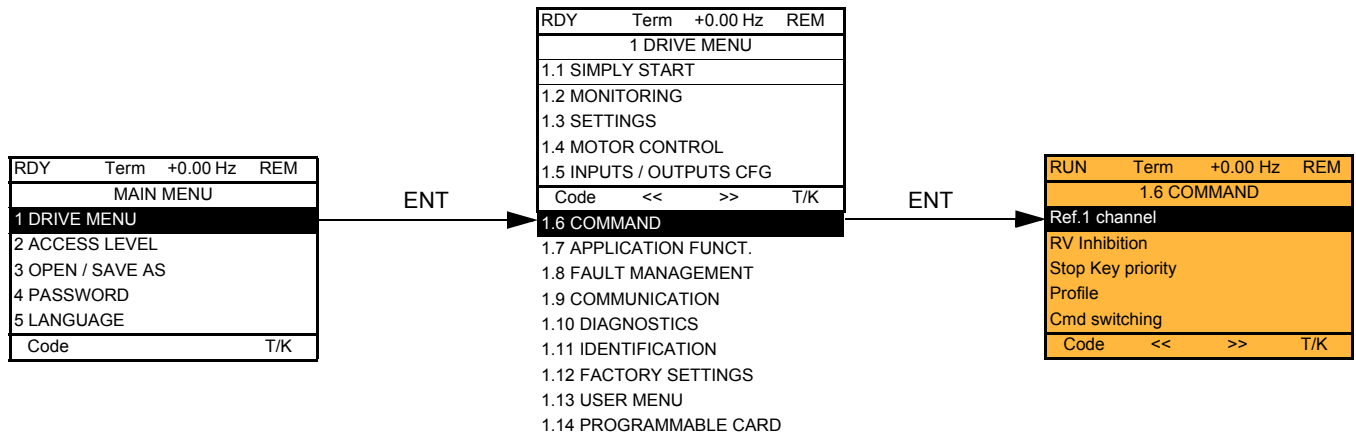 RDY Term +0.00 Hz REM
MAIN MENU
1 DRIVE MENU
2 ACCESS LEVEL
3 OPEN / SAVE AS
4 PASSWORD
5 LANGUAGE
Code T/K
ENT
RDY Term +0.00 Hz REM
1 DRIVE MENU
1.1 SIMPLY START
1.2 MONITORING
1.3 SETTINGS
1.4 MOTOR CONTROL
1.5 INPUTS / OUTPUTS CFG
Code << >> T/K
1.6 COMMAND
1.7 APPLICATION FUNCT.
1.8 FAULT MANAGEMENT
1.9 COMMUNICATION
1.10 DIAGNOSTICS
1.11 IDENTIFICATION
1.12 FACTORY SETTINGS
1.13 USER MENU
1.14 PROGRAMMABLE CARD
ENT
RUN Term +0.00 Hz REM
1.6 COMMAND
Ref.1 channel
RV Inhibition
Stop Key priority
Profile
Cmd switching
Code << >> T/K